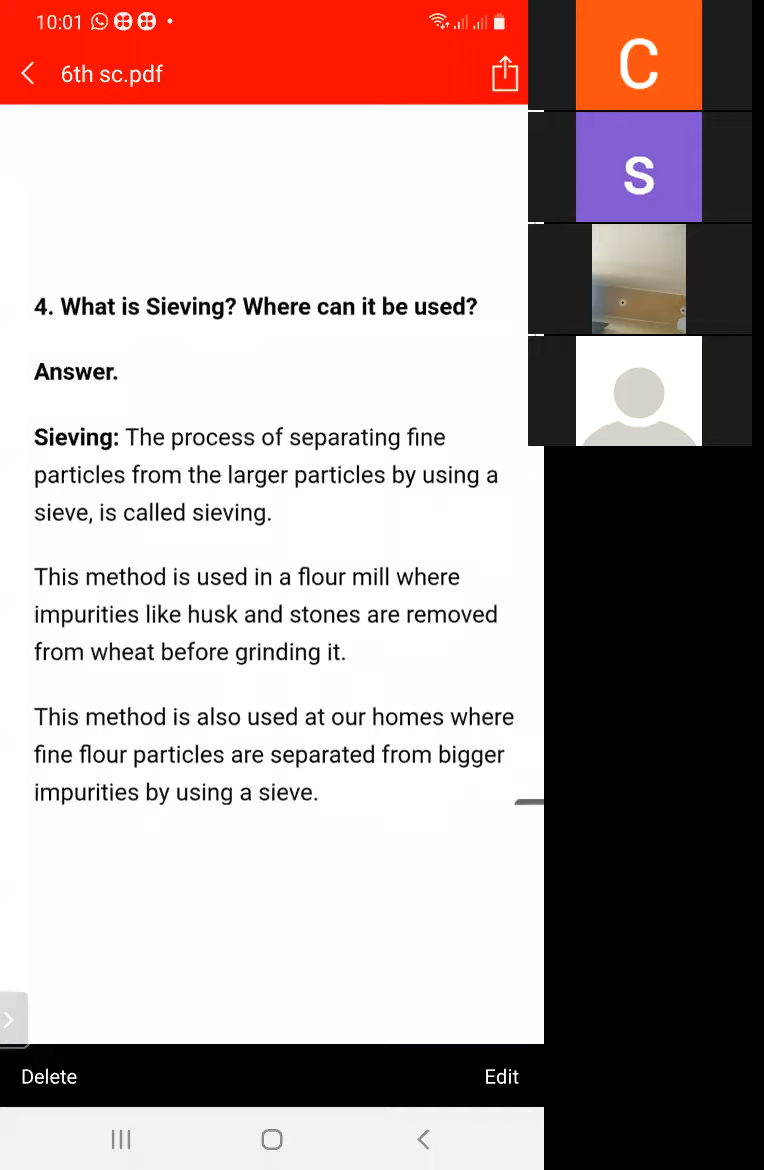 10:01
6th sc.pdf
C
S
4. What is Sieving? Where can it be used?
Answer.
Sieving: The process of separating fine
particles from the larger particles by using a
sieve, is called sieving.
This method is used in a flour mill where
impurities like husk and stones are removed
from wheat before grinding it.
This method is also used at our homes where
fine flour particles are separated from bigger
impurities by using a sieve.
Delete
Edit